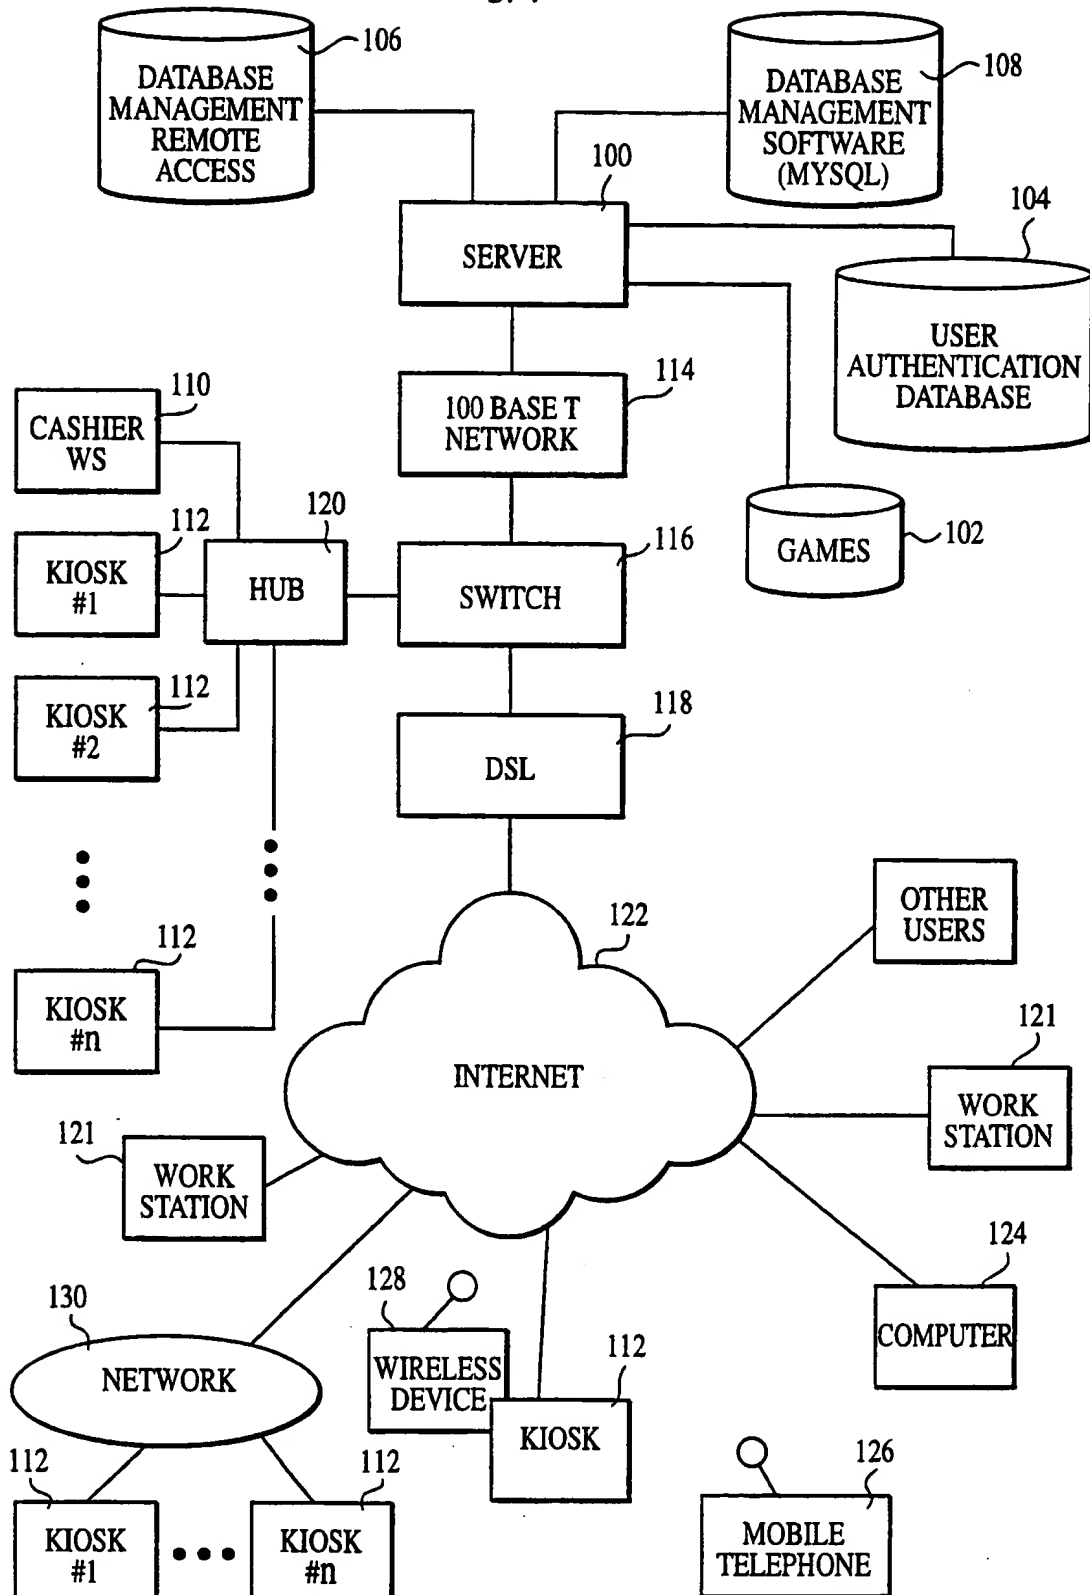 106
DATABASE
MANAGEMENT
REMOTE
ACCESS
108
DATABASE
MANAGEMENT
SOFTWARE
(MYSQL)
100
SERVER
104
USER
AUTHENTICATION
DATABASE
114
100 BASE T
NETWORK
110
CASHIER
WS
102
GAMES
120
HUB
116
SWITCH
112
KIOSK
#1
112
KIOSK
#2
118
DSL
112
KIOSK
#n
122
INTERNET
OTHER
USERS
121
WORK
STATION
121
WORK
STATION
124
COMPUTER
130
NETWORK
128
WIRELESS
DEVICE
112
KIOSK
112
KIOSK
#1
112
KIOSK
#n
126
MOBILE
TELEPHONE